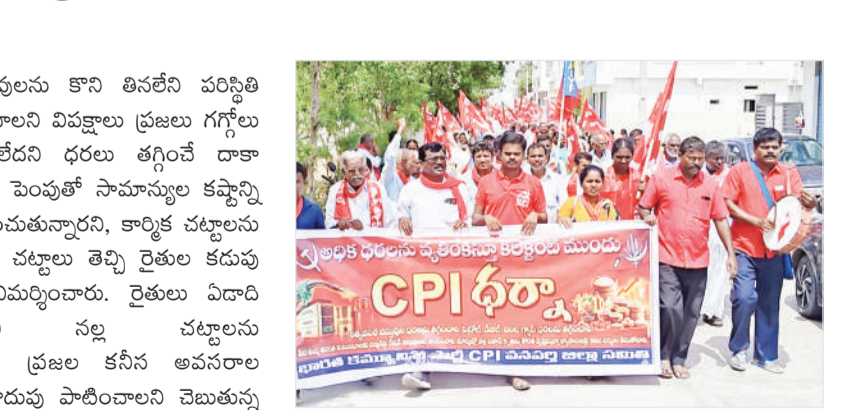 వులను కొని తినలేని పరిస్థితి
కాలని విపక్షాలు ప్రజలు గగ్గోలు
లేదని ధరలు తగ్గించే దాకా
పెంపుతో సామాన్యుల కష్టాన్ని
చుతున్నారని, కార్మిక చట్టాలను
చట్టాలు తెచ్చి రైతుల కడుపు
విమర్శించారు. రైతులు ఏడాది
నల్ల చట్టాలను
ప్రజల కనీస అవసరాల
పొదుపు పాటించాలని చెబుతున్న
అధిక ధరలను వ్యతిరేకిస్తూ కలెక్టరేట్ ముందు
CPI ధర్నా
భారత కమ్యూనిస్టు పార్టీ CPI వనపర్తి జిల్లా సమితి